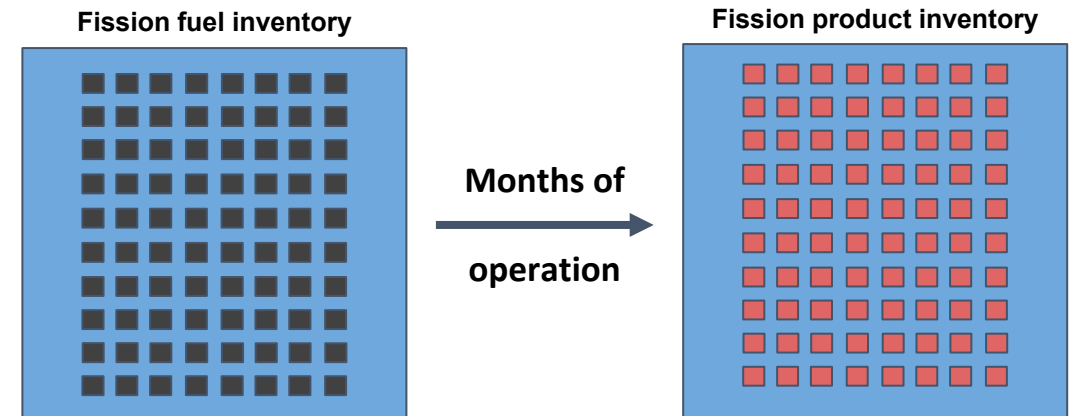 Fission fuel inventory
Fission product inventory
Months of
operation